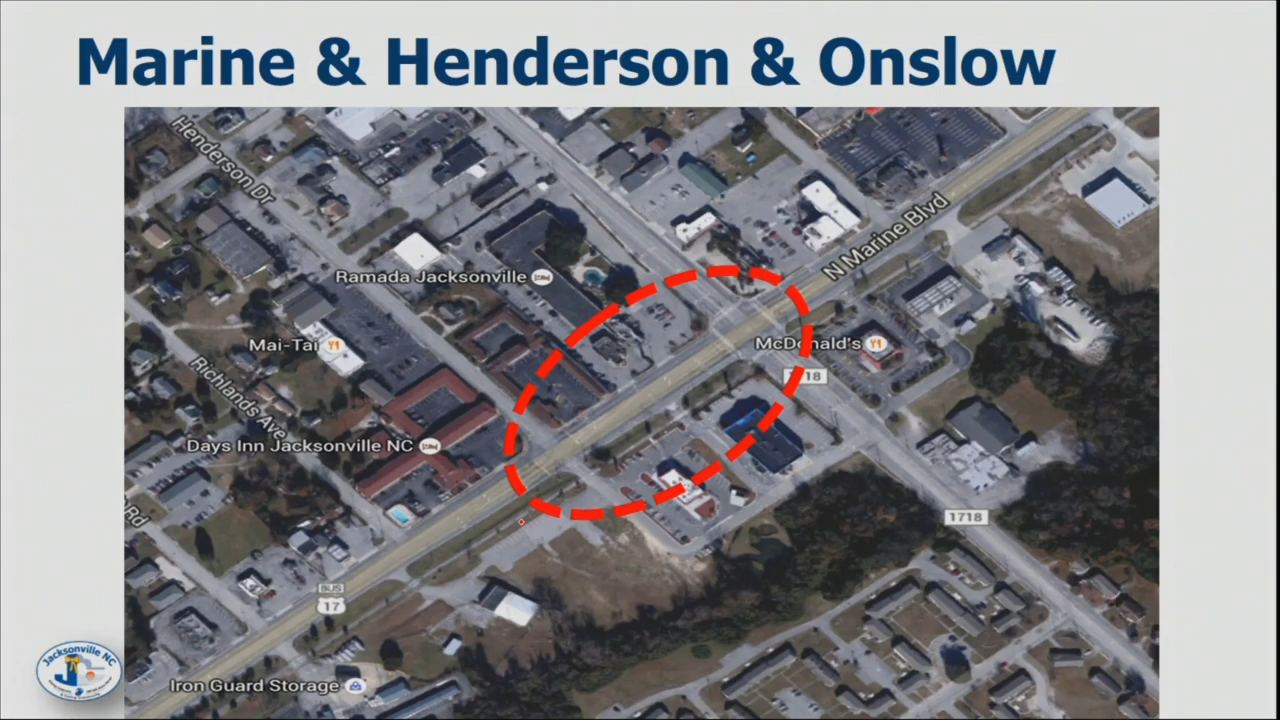 Marine & Henderson & Onslow
Henderson Dr
N Marine Blvd
Ramada Jacksonville
Mai-Tai
McDonald's
1718
Richlands Ave
Days Inn Jacksonville NC
Rd
1718
BUS
17
Jacksonville NC
Iron Guard Storage